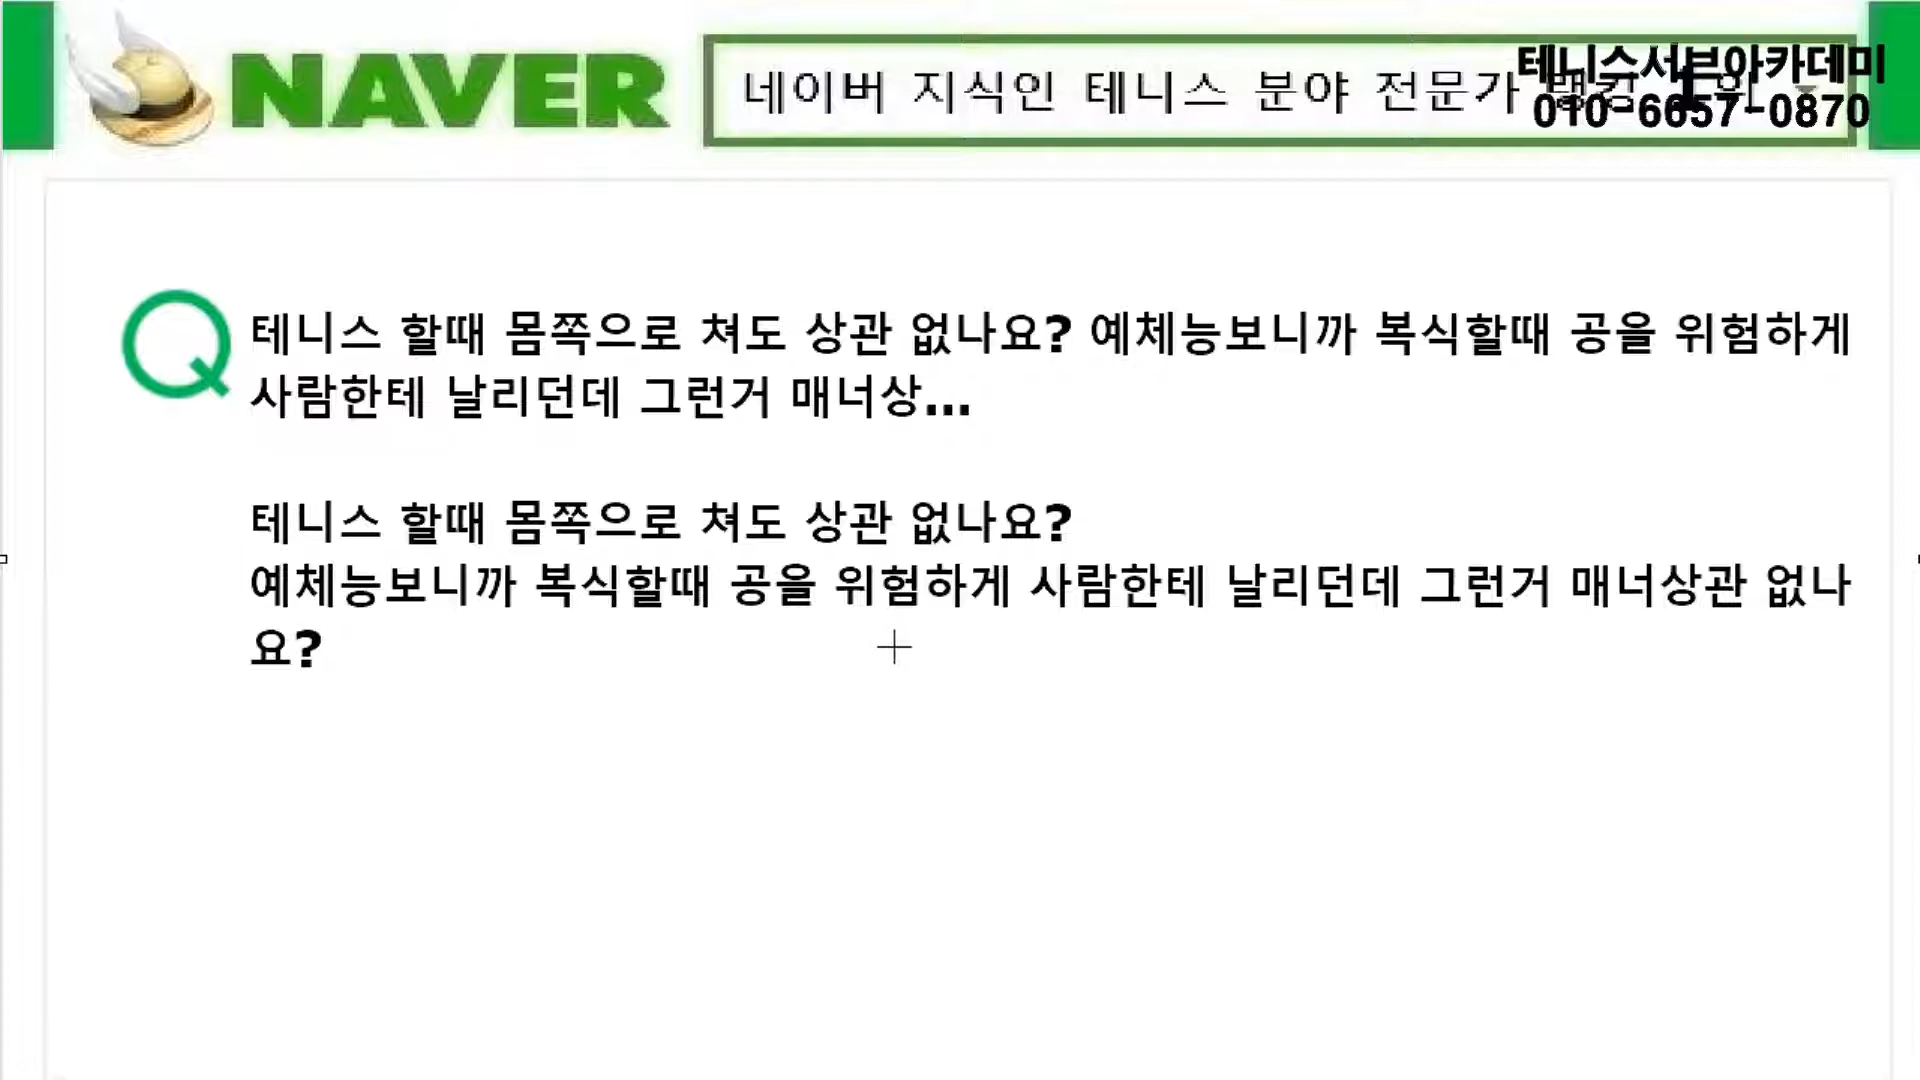 NAVER
네이버 지식인 테니스 분야 전문가 랭킹 1위
테니스서브아카데미
010-6657-0870
Q 테니스 할때 몸쪽으로 쳐도 상관 없나요? 예체능보니까 복식할때 공을 위험하게
사람한테 날리던데 그런거 매너상...
테니스 할때 몸쪽으로 쳐도 상관 없나요?
예체능보니까 복식할때 공을 위험하게 사람한테 날리던데 그런거 매너상관 없나
요?